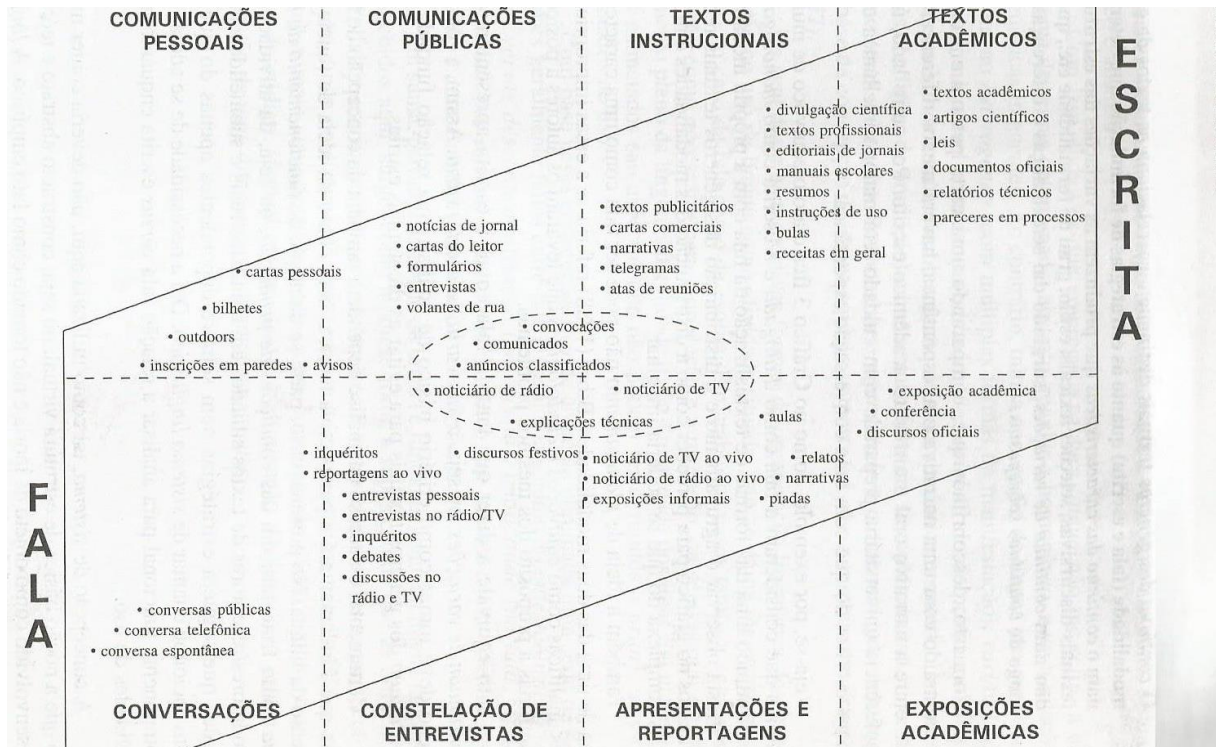 COMUNICAÇÕES
PESSOAIS
COMUNICAÇÕES
PÚBLICAS
TEXTOS
INSTRUCIONAIS
TEXTOS
ACADÊMICOS
ESCRITA
• cartas pessoais
• bilhetes
• outdoors
• inscrições em paredes
• avisos
• notícias de jornal
• cartas do leitor
• formulários
• entrevistas
• volantes de rua
• textos publicitários
• cartas comerciais
• narrativas
• telegramas
• atas de reuniões
• divulgação científica
• textos profissionais
• editoriais de jornais
• manuais escolares
• resumos
• instruções de uso
• bulas
• receitas em geral
• textos acadêmicos
• artigos científicos
• leis
• documentos oficiais
• relatórios técnicos
• pareceres em processos
• convocações
• comunicados
• anúncios classificados
• noticiário de rádio
• noticiário de TV
• explicações técnicas
• aulas
• exposição acadêmica
• conferência
• discursos oficiais
FALA
• inquéritos
• reportagens ao vivo
• entrevistas pessoais
• entrevistas no rádio/TV
• inquéritos
• debates
• discussões no
rádio e TV
• discursos festivos
• noticiário de TV ao vivo
• noticiário de rádio ao vivo
• exposições informais
• relatos
• narrativas
• piadas
• conversas públicas
• conversa telefônica
• conversa espontânea
CONVERSAÇÕES
CONSTELAÇÃO DE
ENTREVISTAS
APRESENTAÇÕES E
REPORTAGENS
EXPOSIÇÕES
ACADÊMICAS